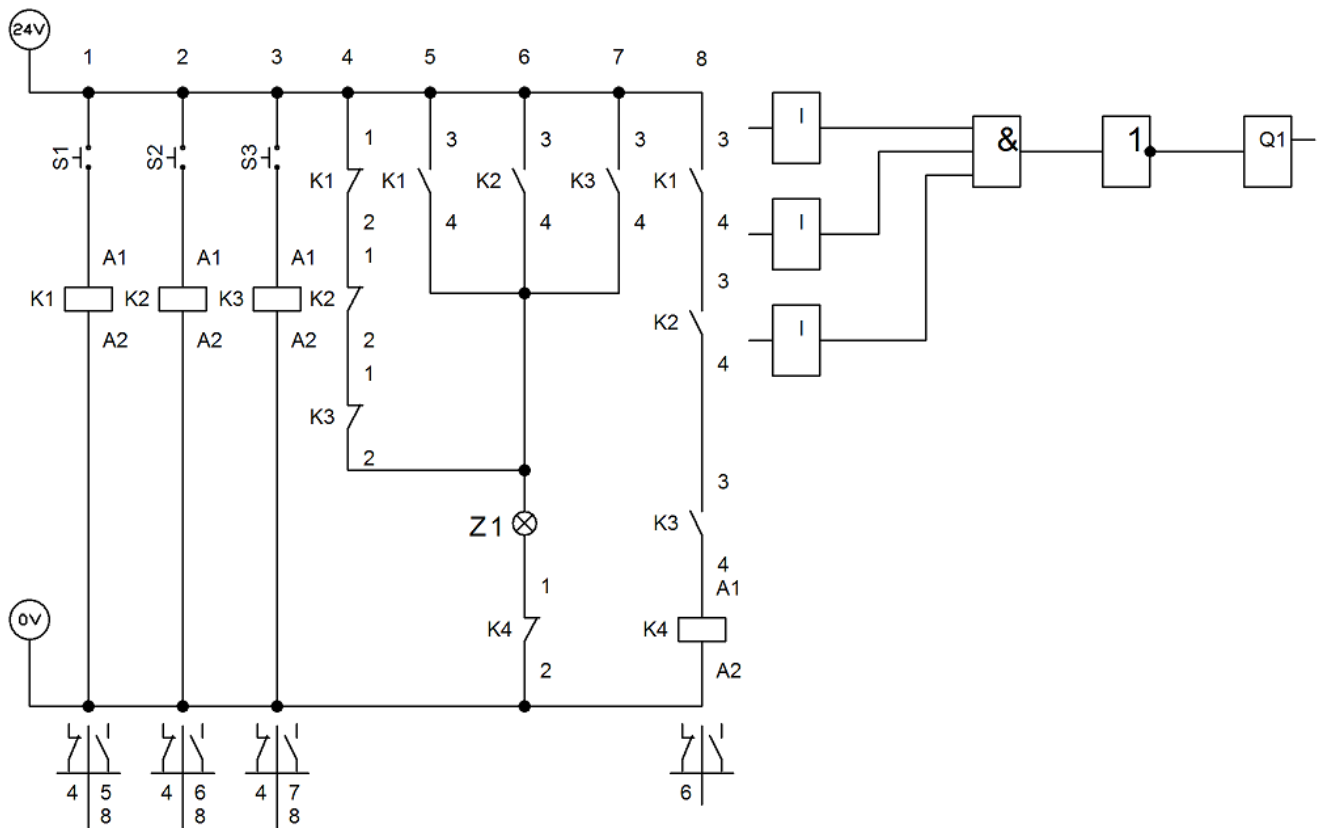 24V
1 2 3 4 5 6 7 8
1 3 3 3 3 I & 1 Q1
S1 S2 S3
K1 K1 K2 K3 K1
2 4 4 4 4 I
1
A1 A1 A1 3
K1 K2 K3 K2
K2
A2 A2 A2 2 4 I
1
K3
2
3
Z1 K3
4
1 A1
0V
K4 K4
2 A2
4 5 4 6 4 7 6
8 8 8